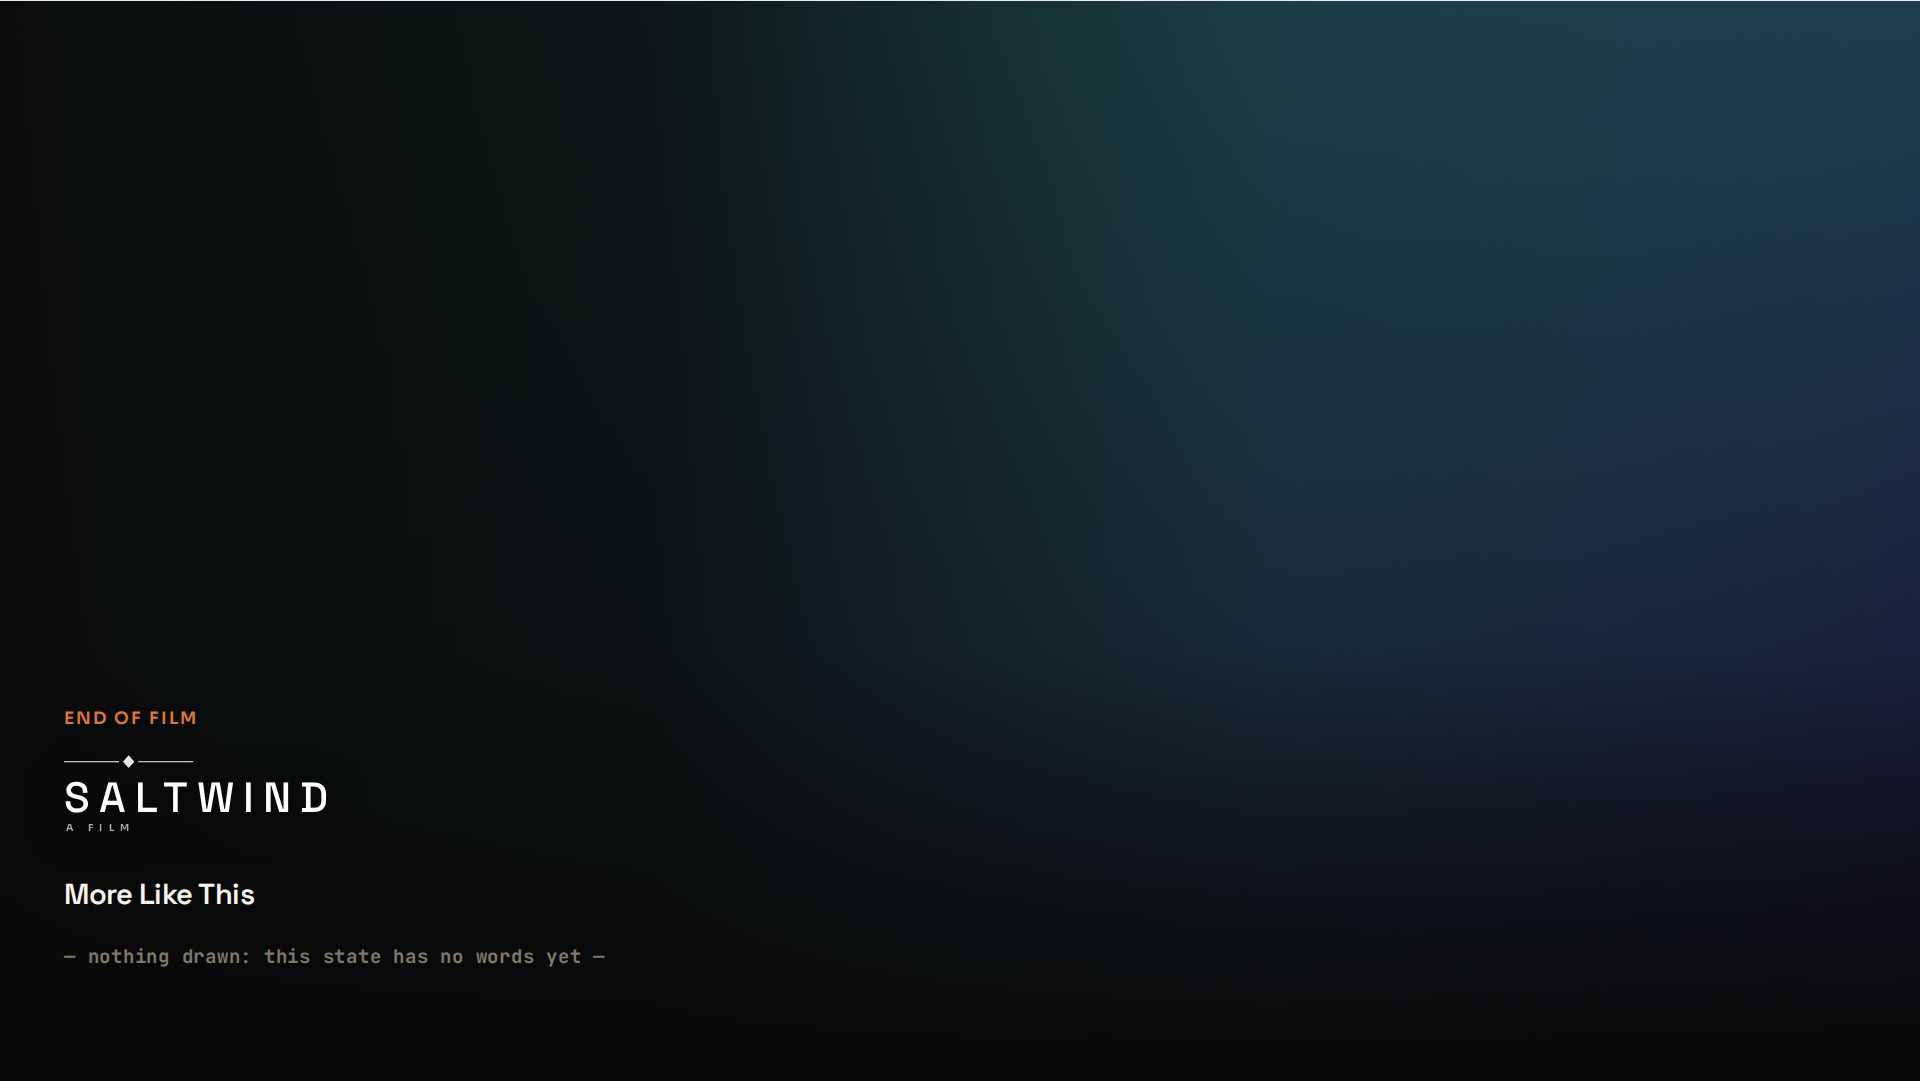 END OF FILM
SALTWIND
A FILM
More Like This
— nothing drawn: this state has no words yet —